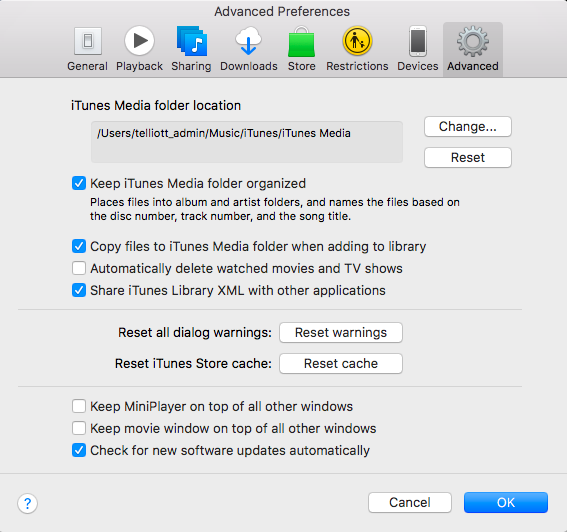 Advanced Preferences
General Playback Sharing Downloads Store Restrictions Devices Advanced
iTunes Media folder location
/Users/telliott_admin/Music/iTunes/iTunes Media
Change...
Reset
Keep iTunes Media folder organized
Places files into album and artist folders, and names the files based on
the disc number, track number, and the song title.
Copy files to iTunes Media folder when adding to library
Automatically delete watched movies and TV shows
Share iTunes Library XML with other applications
Reset all dialog warnings: Reset warnings
Reset iTunes Store cache: Reset cache
Keep MiniPlayer on top of all other windows
Keep movie window on top of all other windows
Check for new software updates automatically
? Cancel OK